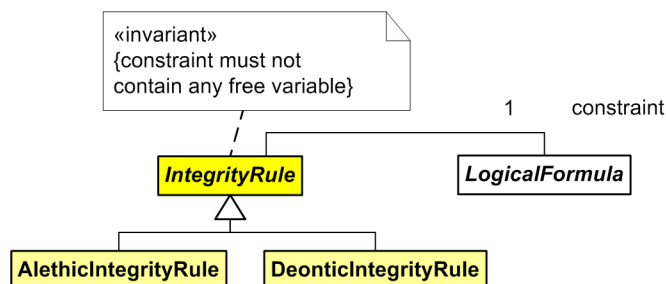 «invariant»
{constraint must not
contain any free variable}
1 constraint
IntegrityRule
LogicalFormula
AlethicIntegrityRule
DeonticIntegrityRule